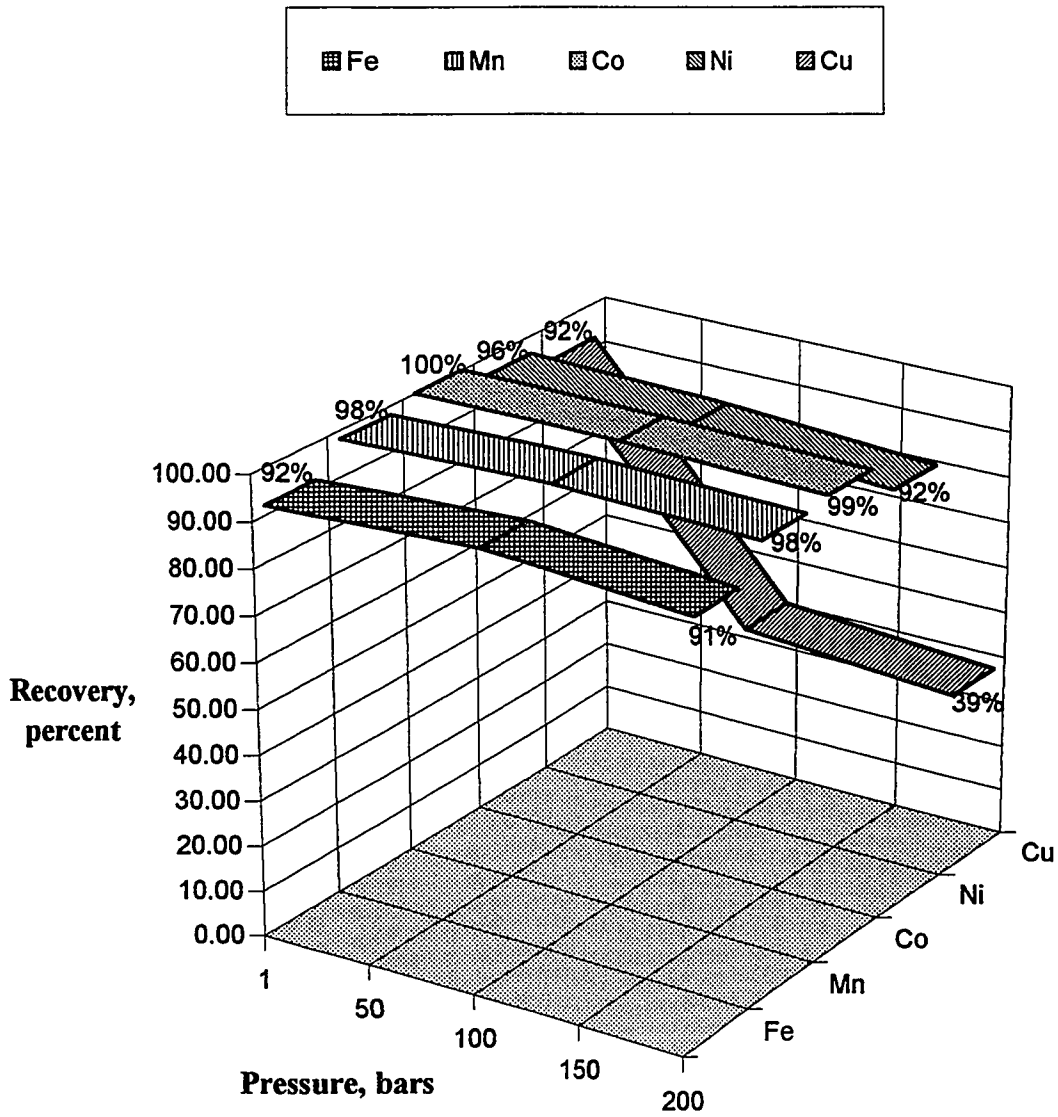 Fe Mn Co Ni Cu
92%
96%
100%
98%
92%
92%
99%
98%
91%
39%
100.00
90.00
80.00
70.00
60.00
50.00
40.00
30.00
20.00
10.00
0.00
Recovery,
percent
1
50
100
150
200
Pressure, bars
Cu
Ni
Co
Mn
Fe